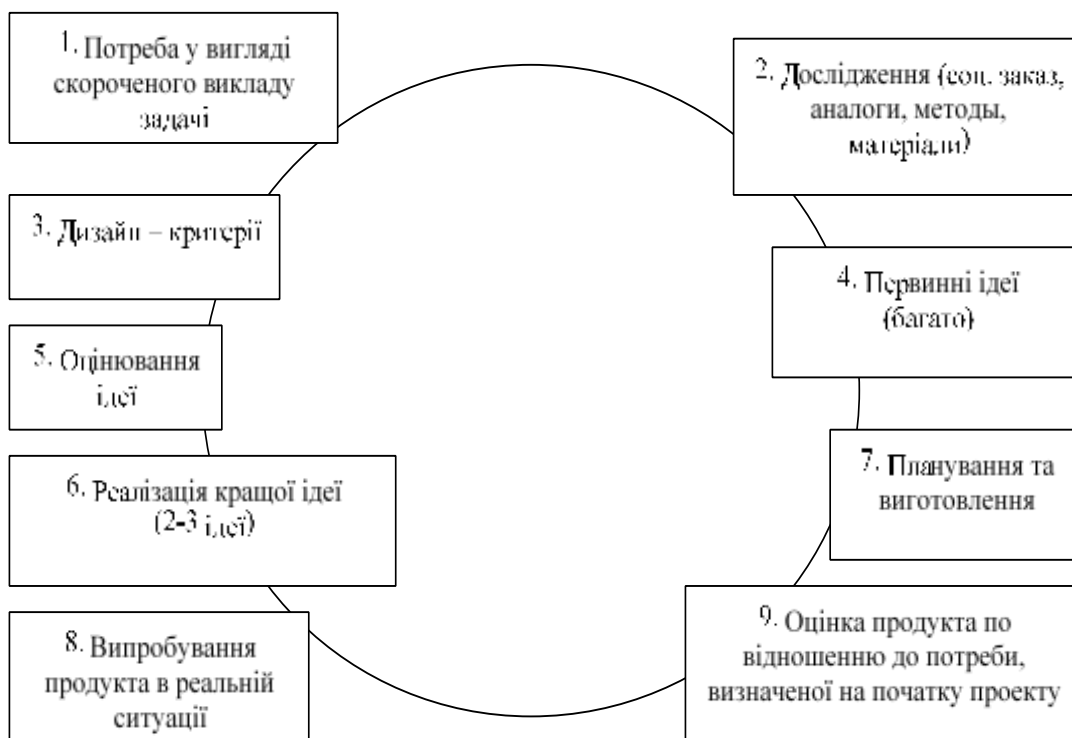 1. Потреба у вигляді
скороченого викладу
задачі
2. Дослідження (соц. заказ,
аналоги, методы,
матеріали)
3. Дизайн – критерії
4. Первинні ідеї
(багато)
5. Оцінювання
ідеї
6. Реалізація кращої ідеї
(2-3 ідеї)
7. Планування та
виготовлення
8. Випробування
продукта в реальній
ситуації
9. Оцінка продукта по
відношенню до потреби,
визначеної на початку проекту